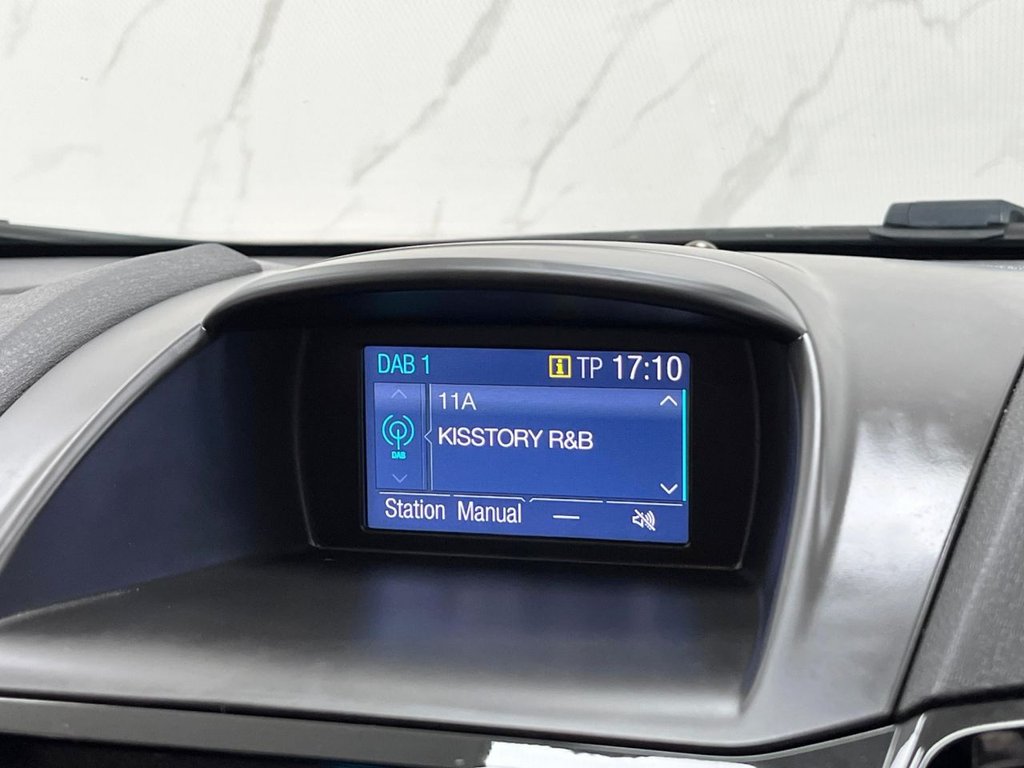 DAB 1 i TP 17:10
11A
KISSTORY R&B
DAB
Station Manual —